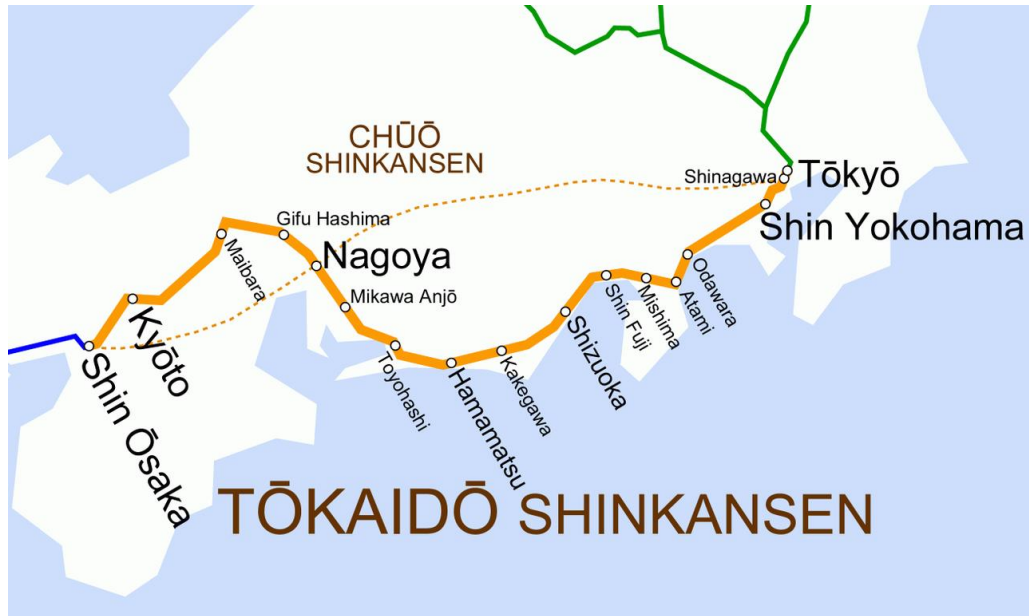 CHŪŌ
SHINKANSEN
Shinagawa
Tōkyō
Shin Yokohama
Gifu Hashima
Nagoya
Maibara
Mikawa Anjō
Odawara
Atami
Mishima
Shin Fuji
Shizuoka
Kakegawa
Hamamatsu
Toyohashi
Kyōto
Shin Ōsaka
TŌKAIDŌ SHINKANSEN